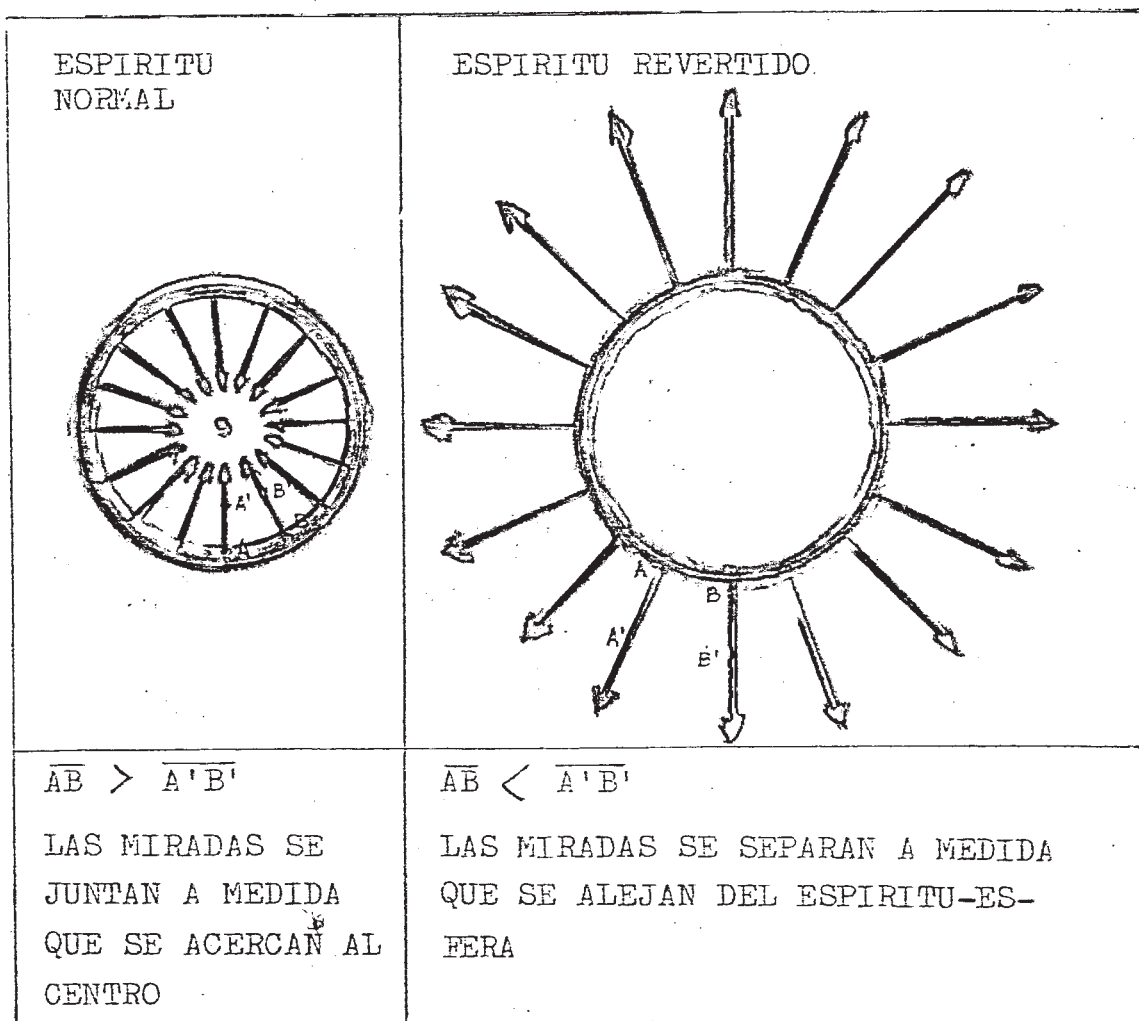 ESPIRITU
NORMAL
A'
B'
A
B
AB > A'B'
LAS MIRADAS SE
JUNTAN A MEDIDA
QUE SE ACERCAN AL
CENTRO
ESPIRITU REVERTIDO
A
B
A'
B'
AB < A'B'
LAS MIRADAS SE SEPARAN A MEDIDA
QUE SE ALEJAN DEL ESPIRITU-ES-
FERA